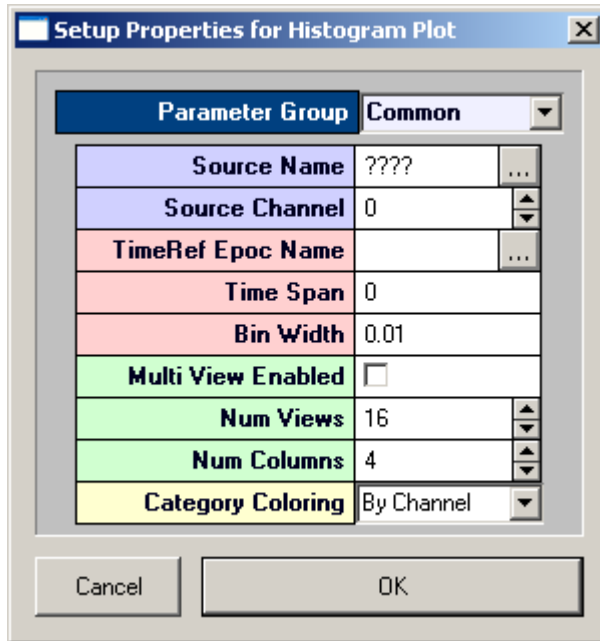 Setup Properties for Histogram Plot
Parameter Group Common
Source Name ???? ...
Source Channel 0
TimeRef Epoc Name ...
Time Span 0
Bin Width 0.01
Multi View Enabled
Num Views 16
Num Columns 4
Category Coloring By Channel
Cancel OK